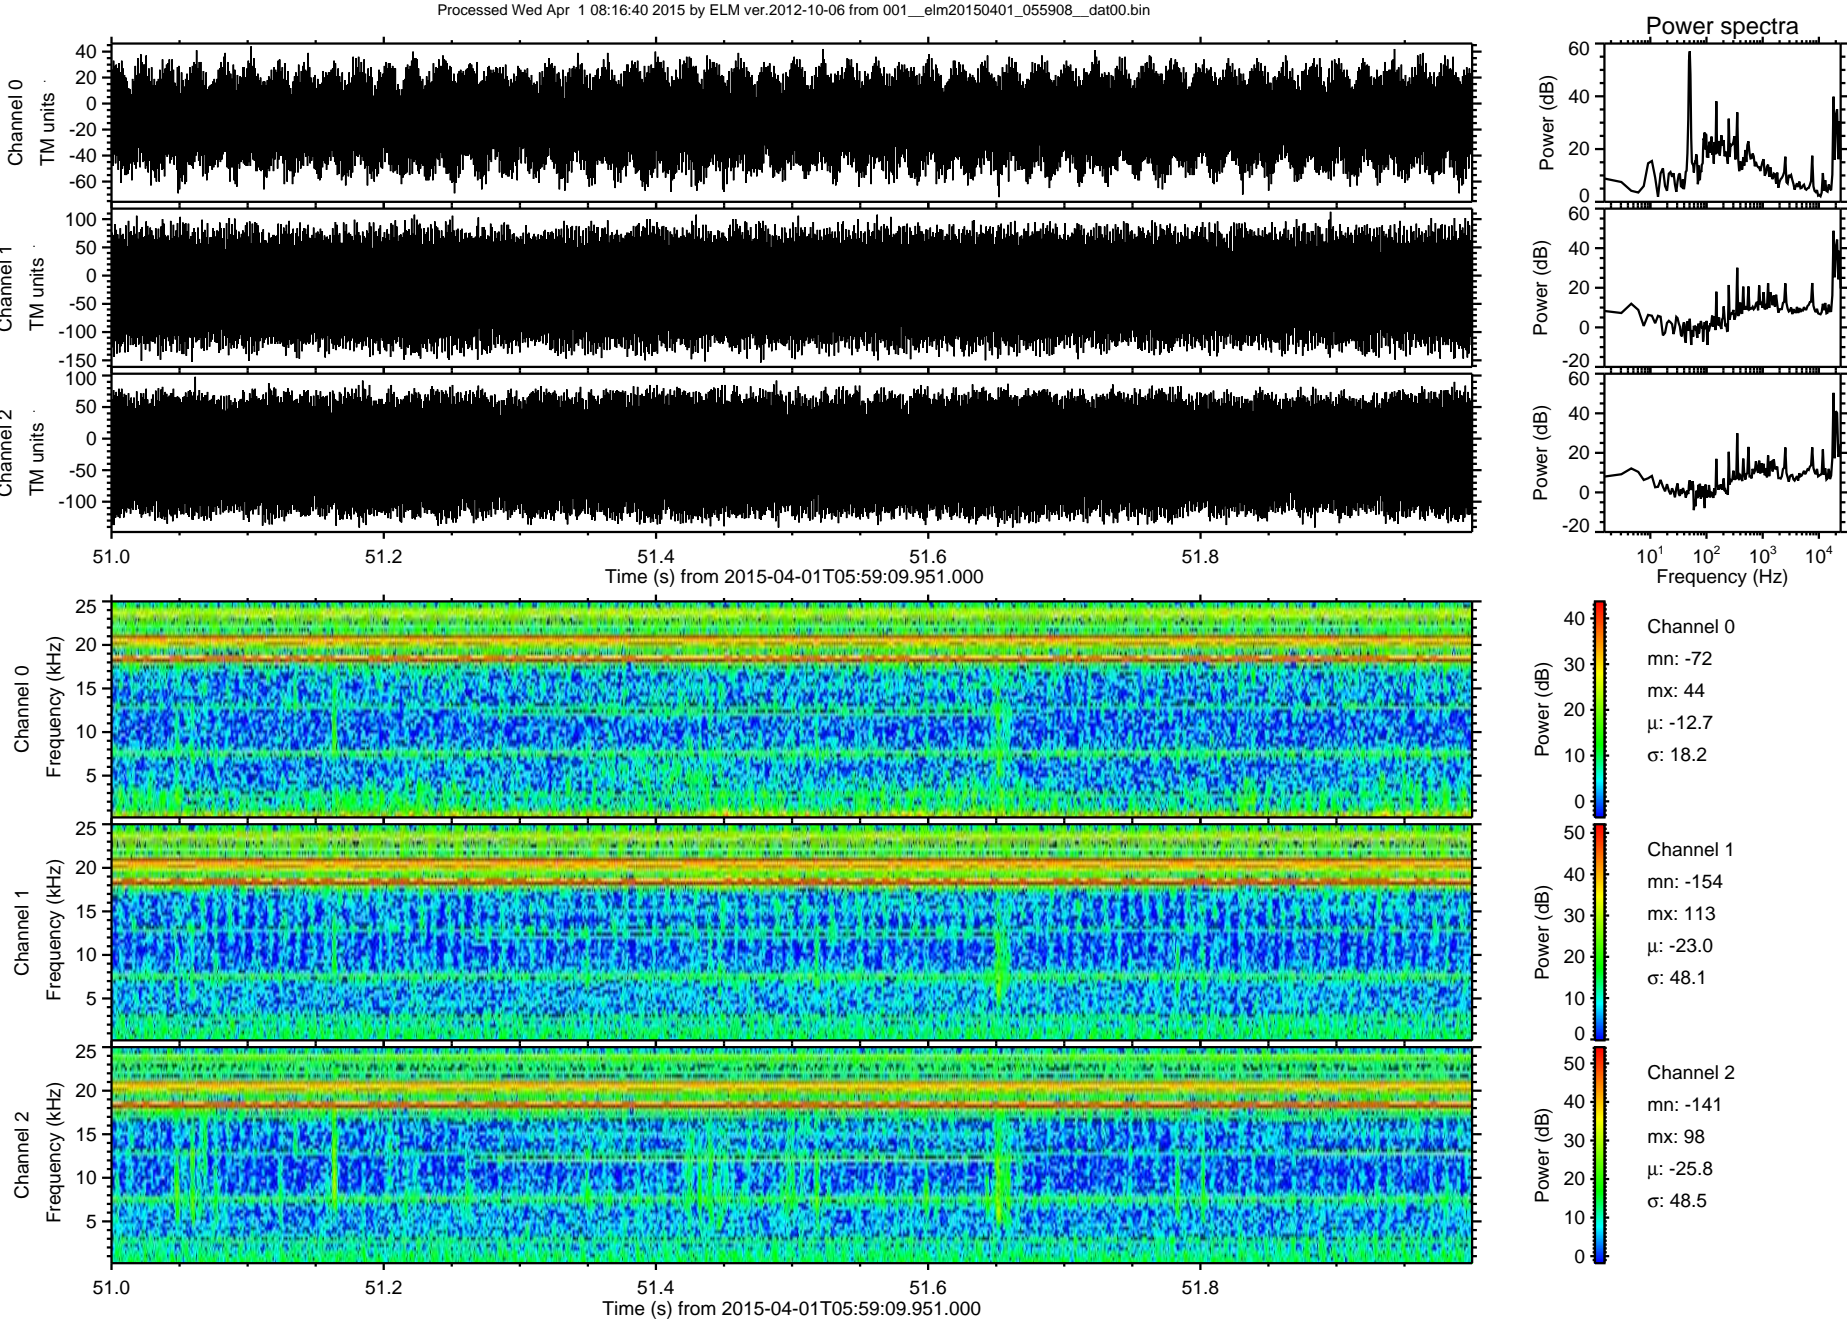 Processed Wed Apr 1 08:16:40 2015 by ELM ver.2012-10-06 from 001__elm20150401_055908__dat00.bin
Power spectra
Channel 0
TM units
40
20
0
-20
-40
-60
Power (dB)
60
40
20
0
Channel 1
TM units
100
50
0
-50
-100
-150
Power (dB)
60
40
20
0
-20
Channel 2
TM units
100
50
0
-50
-100
Power (dB)
60
40
20
0
-20
51.0 51.2 51.4 51.6 51.8
Time (s) from 2015-04-01T05:59:09.951.000
10^1 10^2 10^3 10^4
Frequency (Hz)
Channel 0
Frequency (kHz)
25
20
15
10
5
Power (dB)
40
30
20
10
0
Channel 0
mn: -72
mx: 44
μ: -12.7
σ: 18.2
Channel 1
Frequency (kHz)
25
20
15
10
5
Power (dB)
50
40
30
20
10
0
Channel 1
mn: -154
mx: 113
μ: -23.0
σ: 48.1
Channel 2
Frequency (kHz)
25
20
15
10
5
Power (dB)
50
40
30
20
10
0
Channel 2
mn: -141
mx: 98
μ: -25.8
σ: 48.5
51.0 51.2 51.4 51.6 51.8
Time (s) from 2015-04-01T05:59:09.951.000